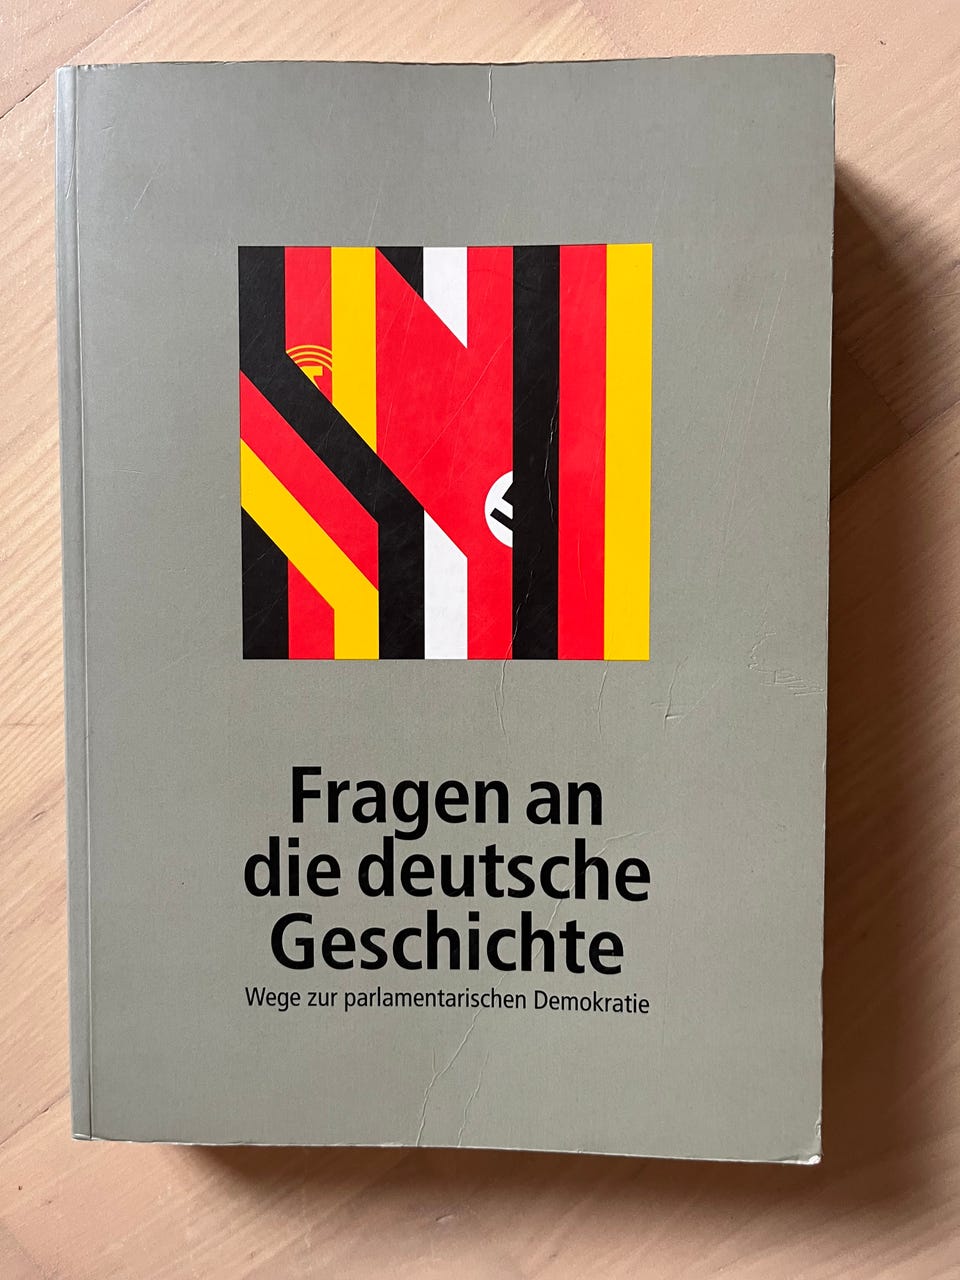 Fragen an
die deutsche
Geschichte
Wege zur parlamentarischen Demokratie